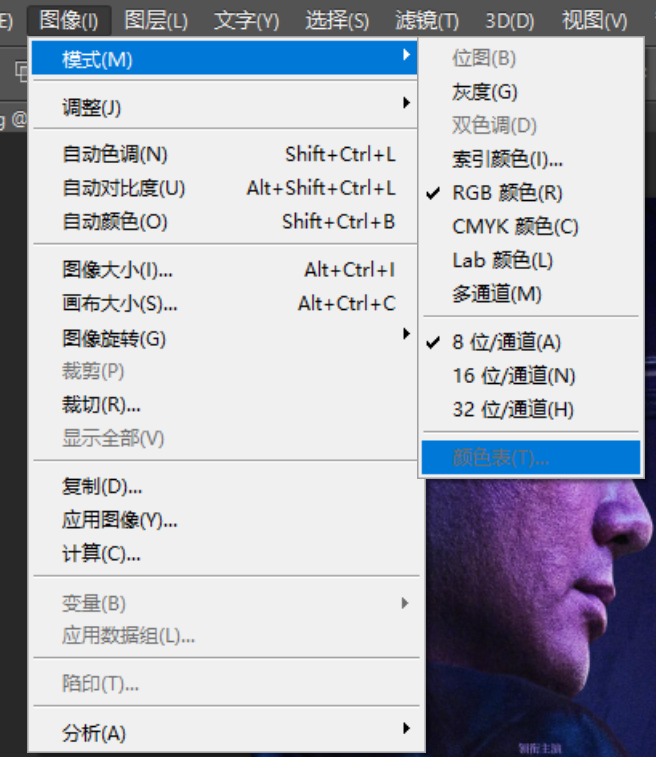 E) 图像(I) 图层(L) 文字(Y) 选择(S) 滤镜(T) 3D(D) 视图(V)
模式(M)
调整(J)
自动色调(N) Shift+Ctrl+L
自动对比度(U) Alt+Shift+Ctrl+L
自动颜色(O) Shift+Ctrl+B
图像大小(I)... Alt+Ctrl+I
画布大小(S)... Alt+Ctrl+C
图像旋转(G)
裁剪(P)
裁切(R)...
显示全部(V)
复制(D)...
应用图像(Y)...
计算(C)...
变量(B)
应用数据组(L)...
陷印(T)...
分析(A)
位图(B)
灰度(G)
双色调(D)
索引颜色(I)...
RGB 颜色(R)
CMYK 颜色(C)
Lab 颜色(L)
多通道(M)
8 位/通道(A)
16 位/通道(N)
32 位/通道(H)
颜色表(T)...
g @
领衔主演